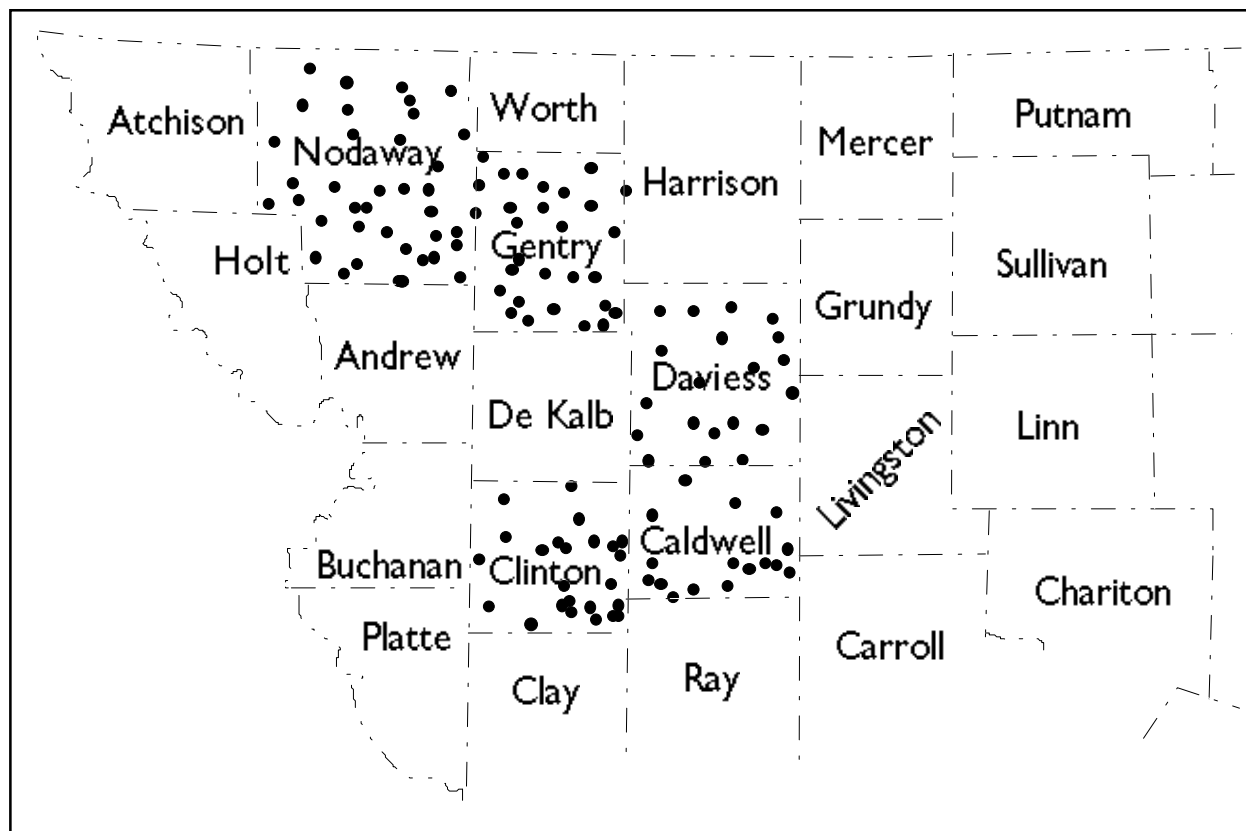 Atchison
Nodaway
Worth
Harrison
Mercer
Putnam
Holt
Gentry
Sullivan
Grundy
Andrew
De Kalb
Daviess
Livingston
Linn
Buchanan
Clinton
Caldwell
Chariton
Platte
Clay
Ray
Carroll